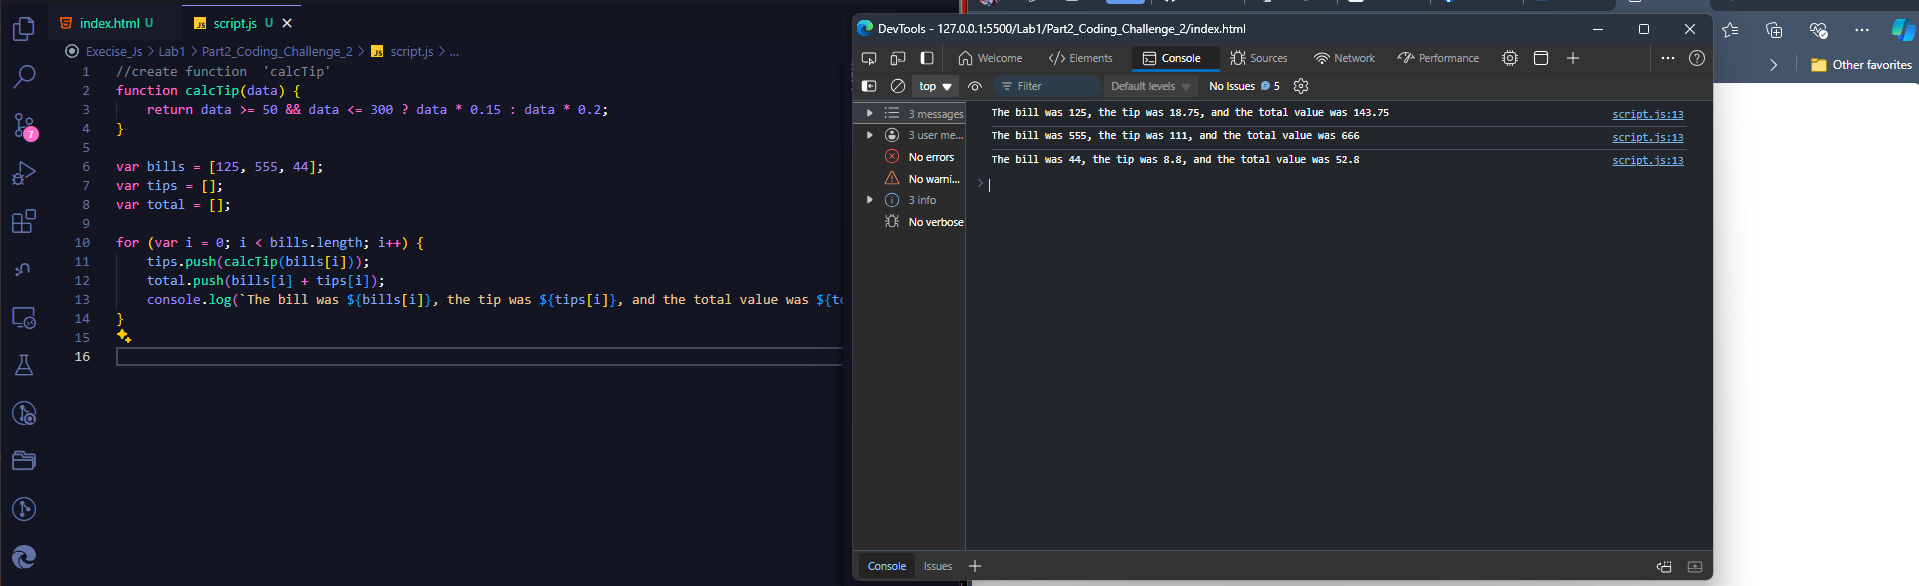 index.html U
JS script.js U
Execise_Js > Lab1 > Part2_Coding_Challenge_2 > JS script.js > ...
1 //create function  'calcTip'
2 function calcTip(data) {
3 return data >= 50 && data <= 300 ? data * 0.15 : data * 0.2;
4 }
5
6 var bills = [125, 555, 44];
7 var tips = [];
8 var total = [];
9
10 for (var i = 0; i < bills.length; i++) {
11 tips.push(calcTip(bills[i]));
12 total.push(bills[i] + tips[i]);
13 console.log(`The bill was ${bills[i]}, the tip was ${tips[i]}, and the total value was ${to
14 }
15
16
7
DevTools - 127.0.0.1:5500/Lab1/Part2_Coding_Challenge_2/index.html
Welcome
Elements
Console
Sources
Network
Performance
top
Filter
Default levels
No Issues
5
3 messages
3 user me...
No errors
No warni...
3 info
No verbose
The bill was 125, the tip was 18.75, and the total value was 143.75 script.js:13
The bill was 555, the tip was 111, and the total value was 666 script.js:13
The bill was 44, the tip was 8.8, and the total value was 52.8 script.js:13
>
Console
Issues
Other favorites